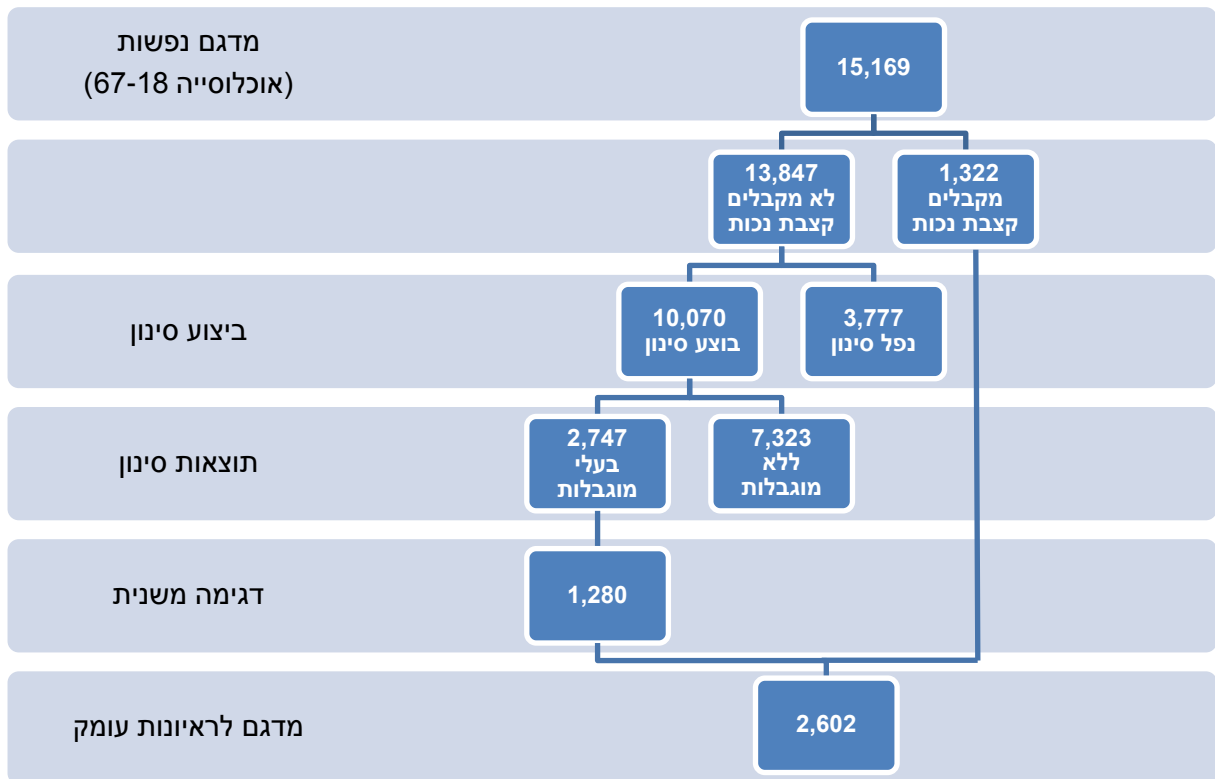 מדגם נפשות
(אוכלוסייה 67-18)
15,169
1,322
מקבלים
קצבת נכות
13,847
לא מקבלים
קצבת נכות
ביצוע סינון
3,777
נפל סינון
10,070
בוצע סינון
תוצאות סינון
7,323
ללא
מוגבלות
2,747
בעלי
מוגבלות
דגימה משנית
1,280
מדגם לראיונות עומק
2,602